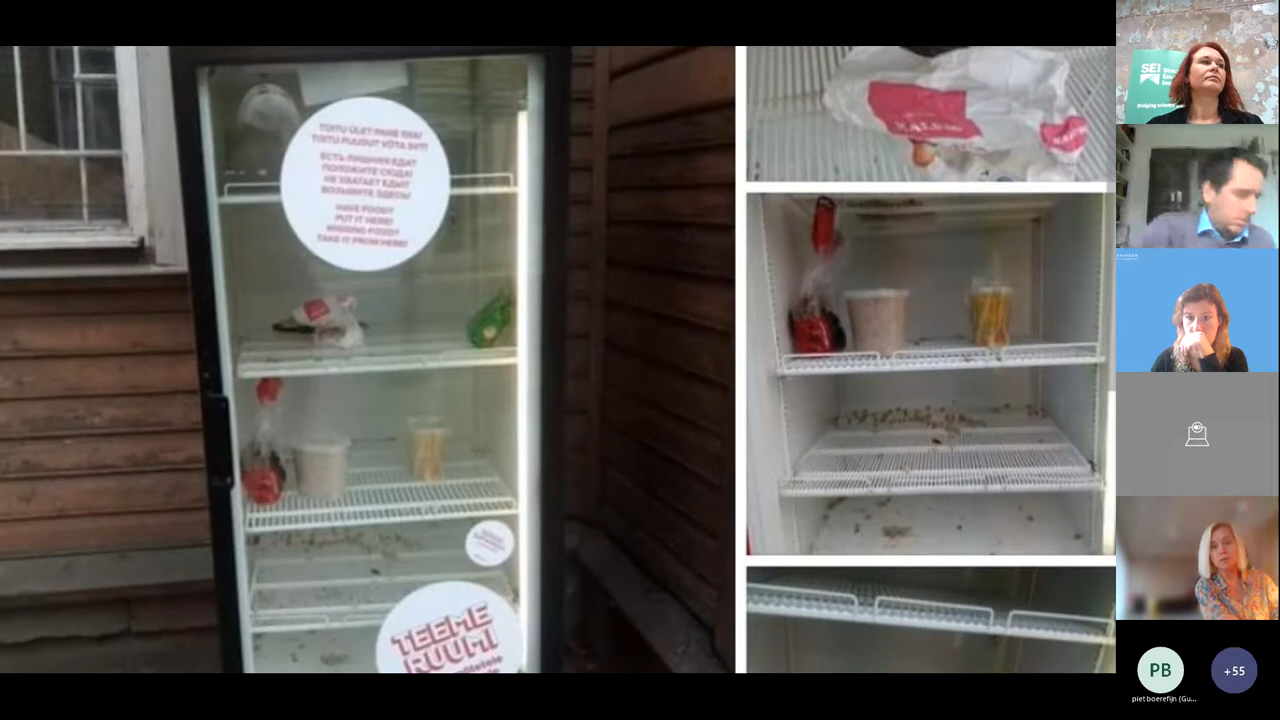 TOITU ÜLE? PANE SIIA!
TOITU PUUDU? VÕTA SIIT!
ЕСТЬ ЛИШНЯЯ ЕДА?
ПОЛОЖИТЕ СЮДА!
НЕ ХВАТАЕТ ЕДЫ?
ВОЗЬМИТЕ ЗДЕСЬ!
HAVE FOOD?
PUT IT HERE!
MISSING FOOD?
TAKE IT FROM HERE!
TEEME
RUUMI
SEI
PB
+55
piet boerefijn (Gu...